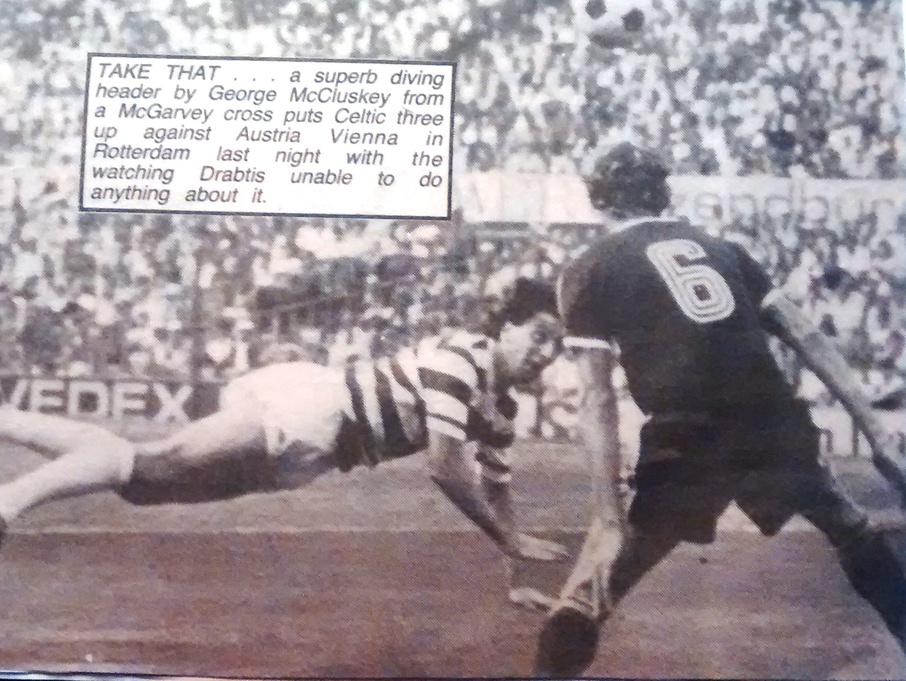 TAKE THAT . . . a superb diving
header by George McCluskey from
a McGarvey cross puts Celtic three
up against Austria Vienna in
Rotterdam last night with the
watching Drabtis unable to do
anything about it.
6
VEDEX